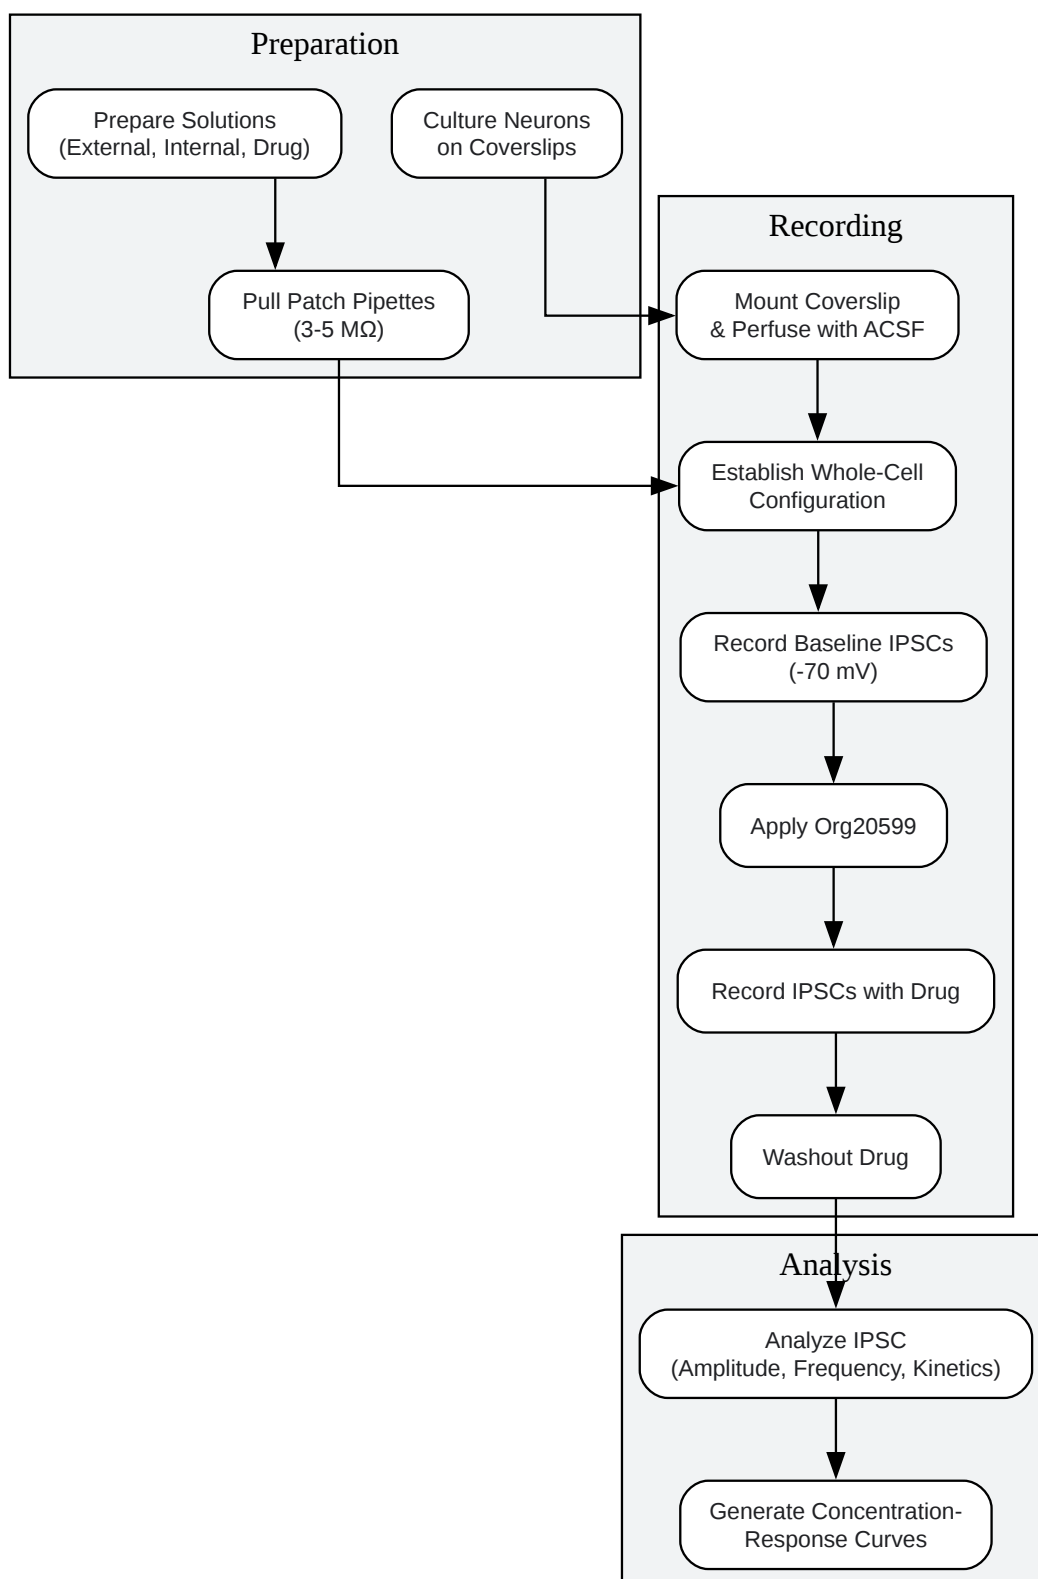 Preparation
Prepare Solutions
(External, Internal, Drug)
Culture Neurons
on Coverslips
Pull Patch Pipettes
(3-5 MΩ)
Recording
Mount Coverslip
& Perfuse with ACSF
Establish Whole-Cell
Configuration
Record Baseline IPSCs
(-70 mV)
Apply Org20599
Record IPSCs with Drug
Washout Drug
Analysis
Analyze IPSC
(Amplitude, Frequency, Kinetics)
Generate Concentration-
Response Curves